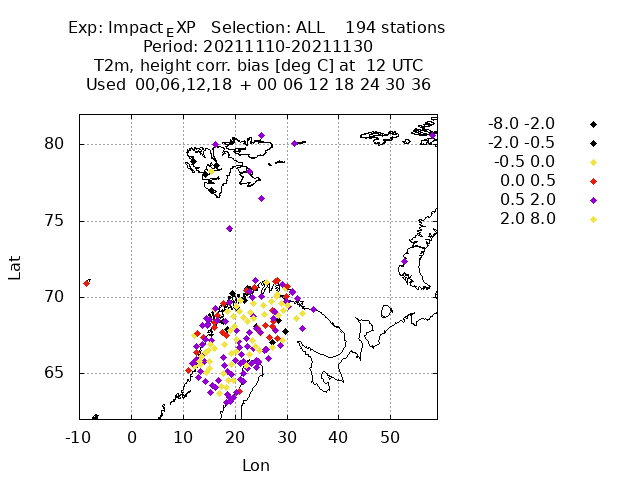 Exp: Impact_EXP Selection: ALL 194 stations
Period: 20211110-20211130
T2m, height corr. bias [deg C] at 12 UTC
Used 00,06,12,18 + 00 06 12 18 24 30 36
-8.0 -2.0
-2.0 -0.5
-0.5 0.0
0.0 0.5
0.5 2.0
2.0 8.0
80
75
70
65
Lat
-10 0 10 20 30 40 50
Lon